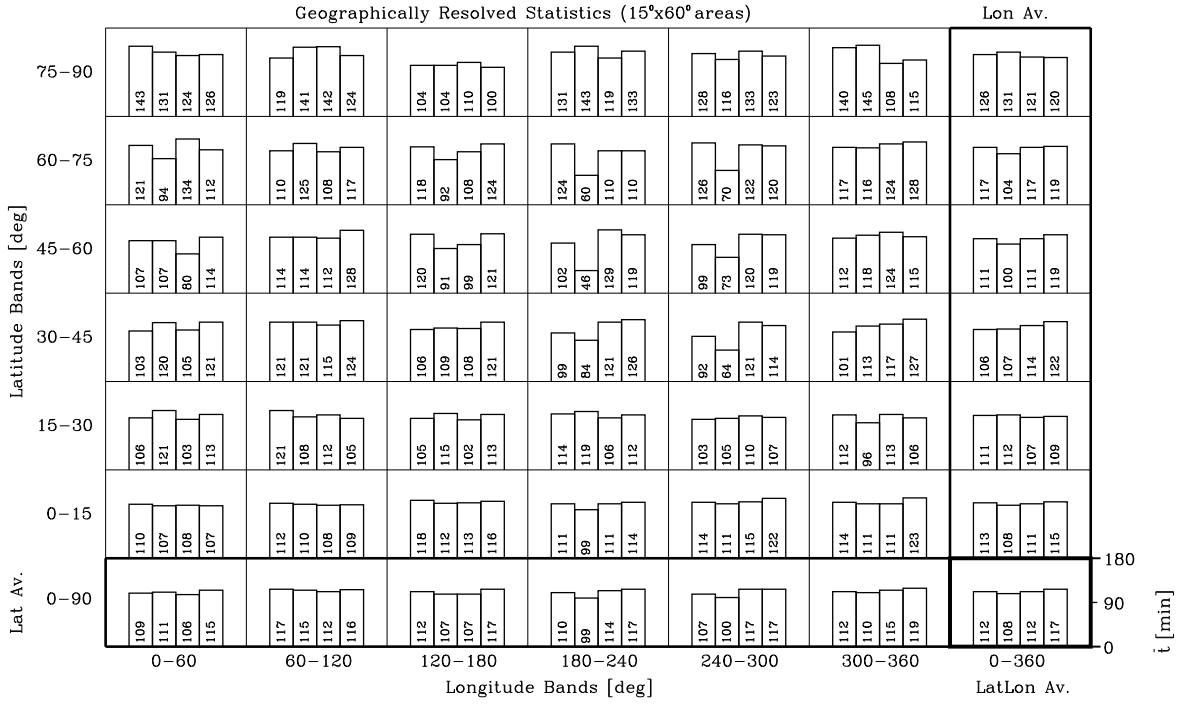 Geographically Resolved Statistics (15°x60° areas) Lon Av.
75-90 143 131 124 126 119 141 142 124 104 104 110 100 131 143 119 133 128 116 133 123 140 145 108 115 126 131 121 120
60-75 121 94 134 112 110 125 108 117 118 92 108 124 124 60 110 110 126 70 122 120 117 116 124 128 117 104 117 119
45-60 107 107 80 114 114 114 112 128 120 91 99 121 102 46 129 119 99 73 120 119 112 118 124 115 111 100 111 119
30-45 103 120 105 121 121 121 115 124 106 109 108 121 99 84 121 126 92 64 121 114 101 113 117 127 106 107 114 122
15-30 106 121 103 113 121 108 112 105 105 115 102 113 114 119 106 112 103 105 110 107 112 96 113 106 111 112 107 109
0-15 110 107 108 107 112 110 108 109 118 112 113 116 111 99 111 114 114 111 115 122 114 111 111 123 113 108 111 115
0-90 109 111 106 115 117 115 112 116 112 107 107 117 110 99 114 117 107 100 117 117 112 110 115 119 112 108 112 117
Latitude Bands [deg]
Lat Av.
180
90
0
t [min]
0-60 60-120 120-180 180-240 240-300 300-360 0-360
Longitude Bands [deg] LatLon Av.